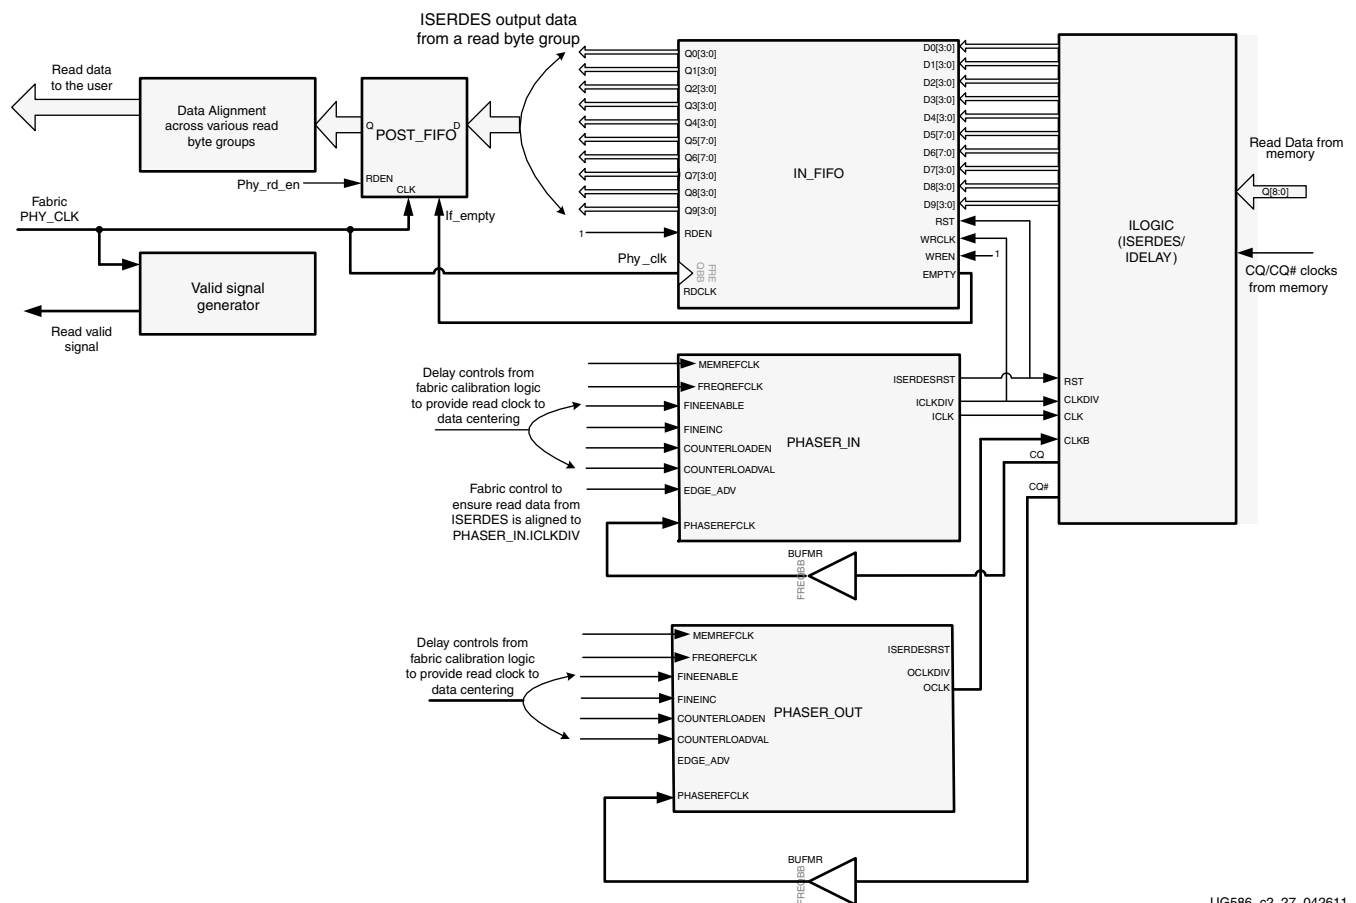 ISERDES output data
from a read byte group
Read data
to the user
Data Alignment
across various read
byte groups
Q
POST_FIFO
D
RDEN
CLK
Phy_rd_en
Fabric
PHY_CLK
If_empty
Valid signal
generator
Read valid
signal
Q0[3:0]
Q1[3:0]
Q2[3:0]
Q3[3:0]
Q4[3:0]
Q5[7:0]
Q6[7:0]
Q7[3:0]
Q8[3:0]
Q9[3:0]
1
RDEN
Phy_clk
FRE
QBB
RDCLK
IN_FIFO
D0[3:0]
D1[3:0]
D2[3:0]
D3[3:0]
D4[3:0]
D5[7:0]
D6[7:0]
D7[3:0]
D8[3:0]
D9[3:0]
RST
WRCLK
WREN
1
EMPTY
ILOGIC
(ISERDES/
IDELAY)
Read Data from
memory
Q[8:0]
CQ/CQ# clocks
from memory
RST
CLKDIV
CLK
CLKB
CQ
CQ#
Delay controls from
fabric calibration logic
to provide read clock to
data centering
Fabric control to
ensure read data from
ISERDES is aligned to
PHASER_IN.ICLKDIV
MEMREFCLK
FREQREFCLK
FINEENABLE
FINEINC
COUNTERLOADEN
COUNTERLOADVAL
EDGE_ADV
PHASEREFCLK
PHASER_IN
ISERDESRST
ICLKDIV
ICLK
BUFMR
FREQBB
Delay controls from
fabric calibration logic
to provide read clock to
data centering
MEMREFCLK
FREQREFCLK
FINEENABLE
FINEINC
COUNTERLOADEN
COUNTERLOADVAL
EDGE_ADV
PHASEREFCLK
PHASER_OUT
ISERDESRST
OCLKDIV
OCLK
BUFMR
FREQBB
UG586_c2_27_042611